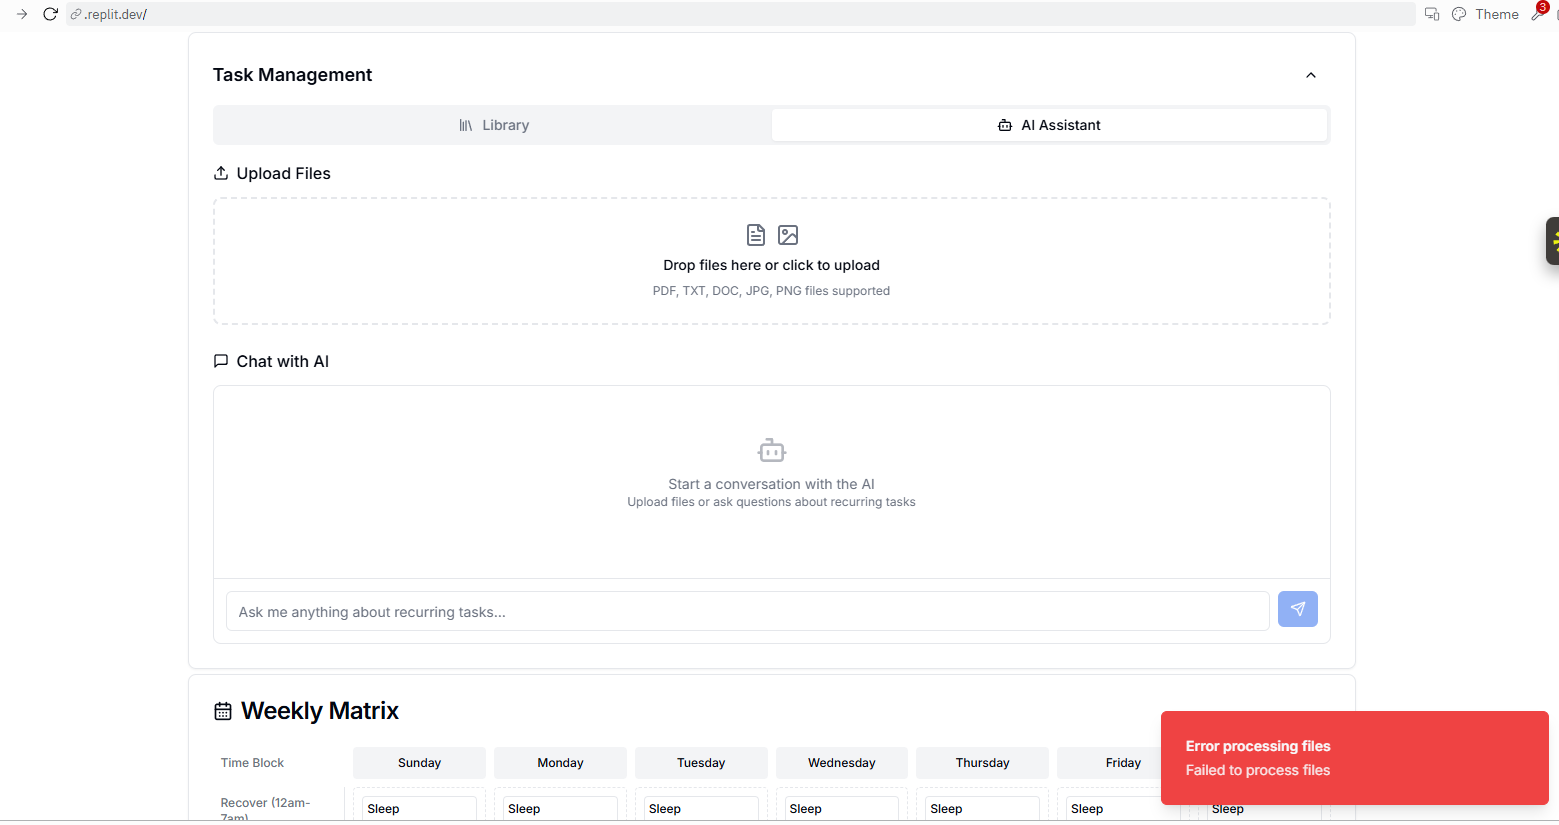 .replit.dev/
Theme
3
Task Management
Library
AI Assistant
Upload Files
Drop files here or click to upload
PDF, TXT, DOC, JPG, PNG files supported
Chat with AI
Start a conversation with the AI
Upload files or ask questions about recurring tasks
Ask me anything about recurring tasks...
Weekly Matrix
Time Block
Sunday
Monday
Tuesday
Wednesday
Thursday
Friday
Error processing files
Failed to process files
Recover (12am-
7am)
Sleep
Sleep
Sleep
Sleep
Sleep
Sleep
Sleep